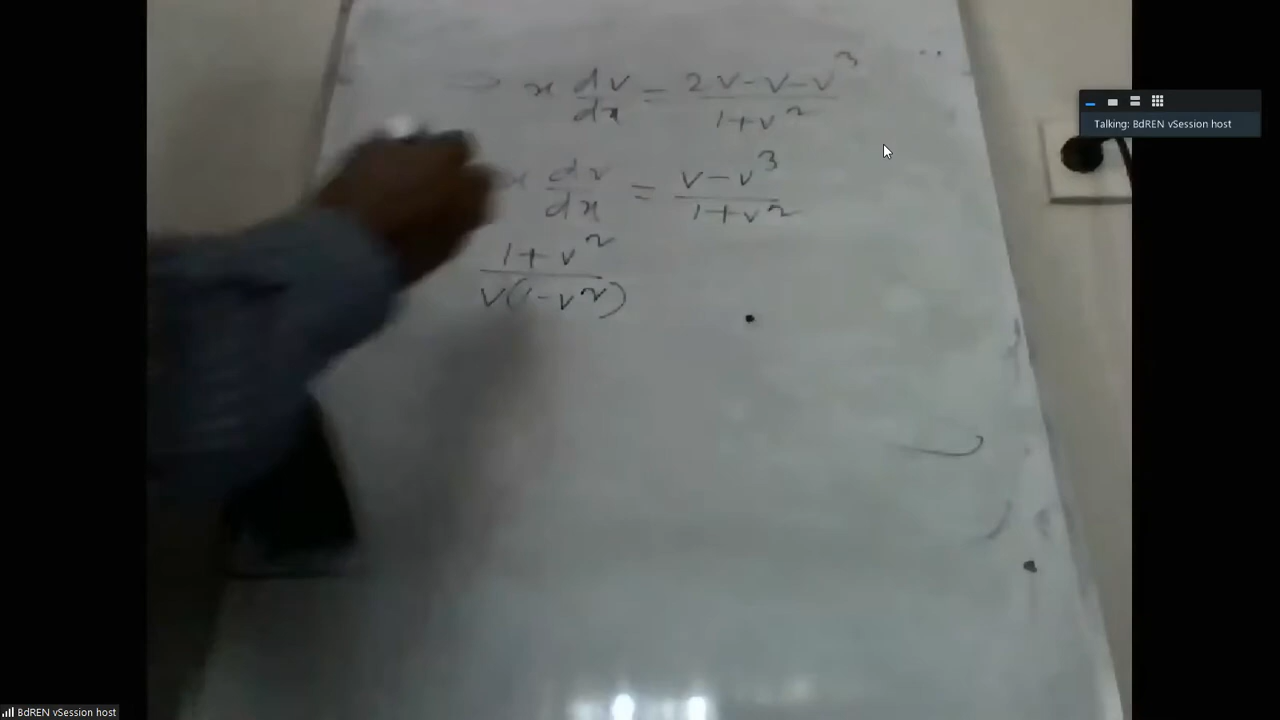 ⇒ x dv/dx = 2v-v-v³/1+v²
x dv/dx = v-v³/1+v²
1+v²/v(1-v²)
Talking: BdREN vSession host
BdREN vSession host